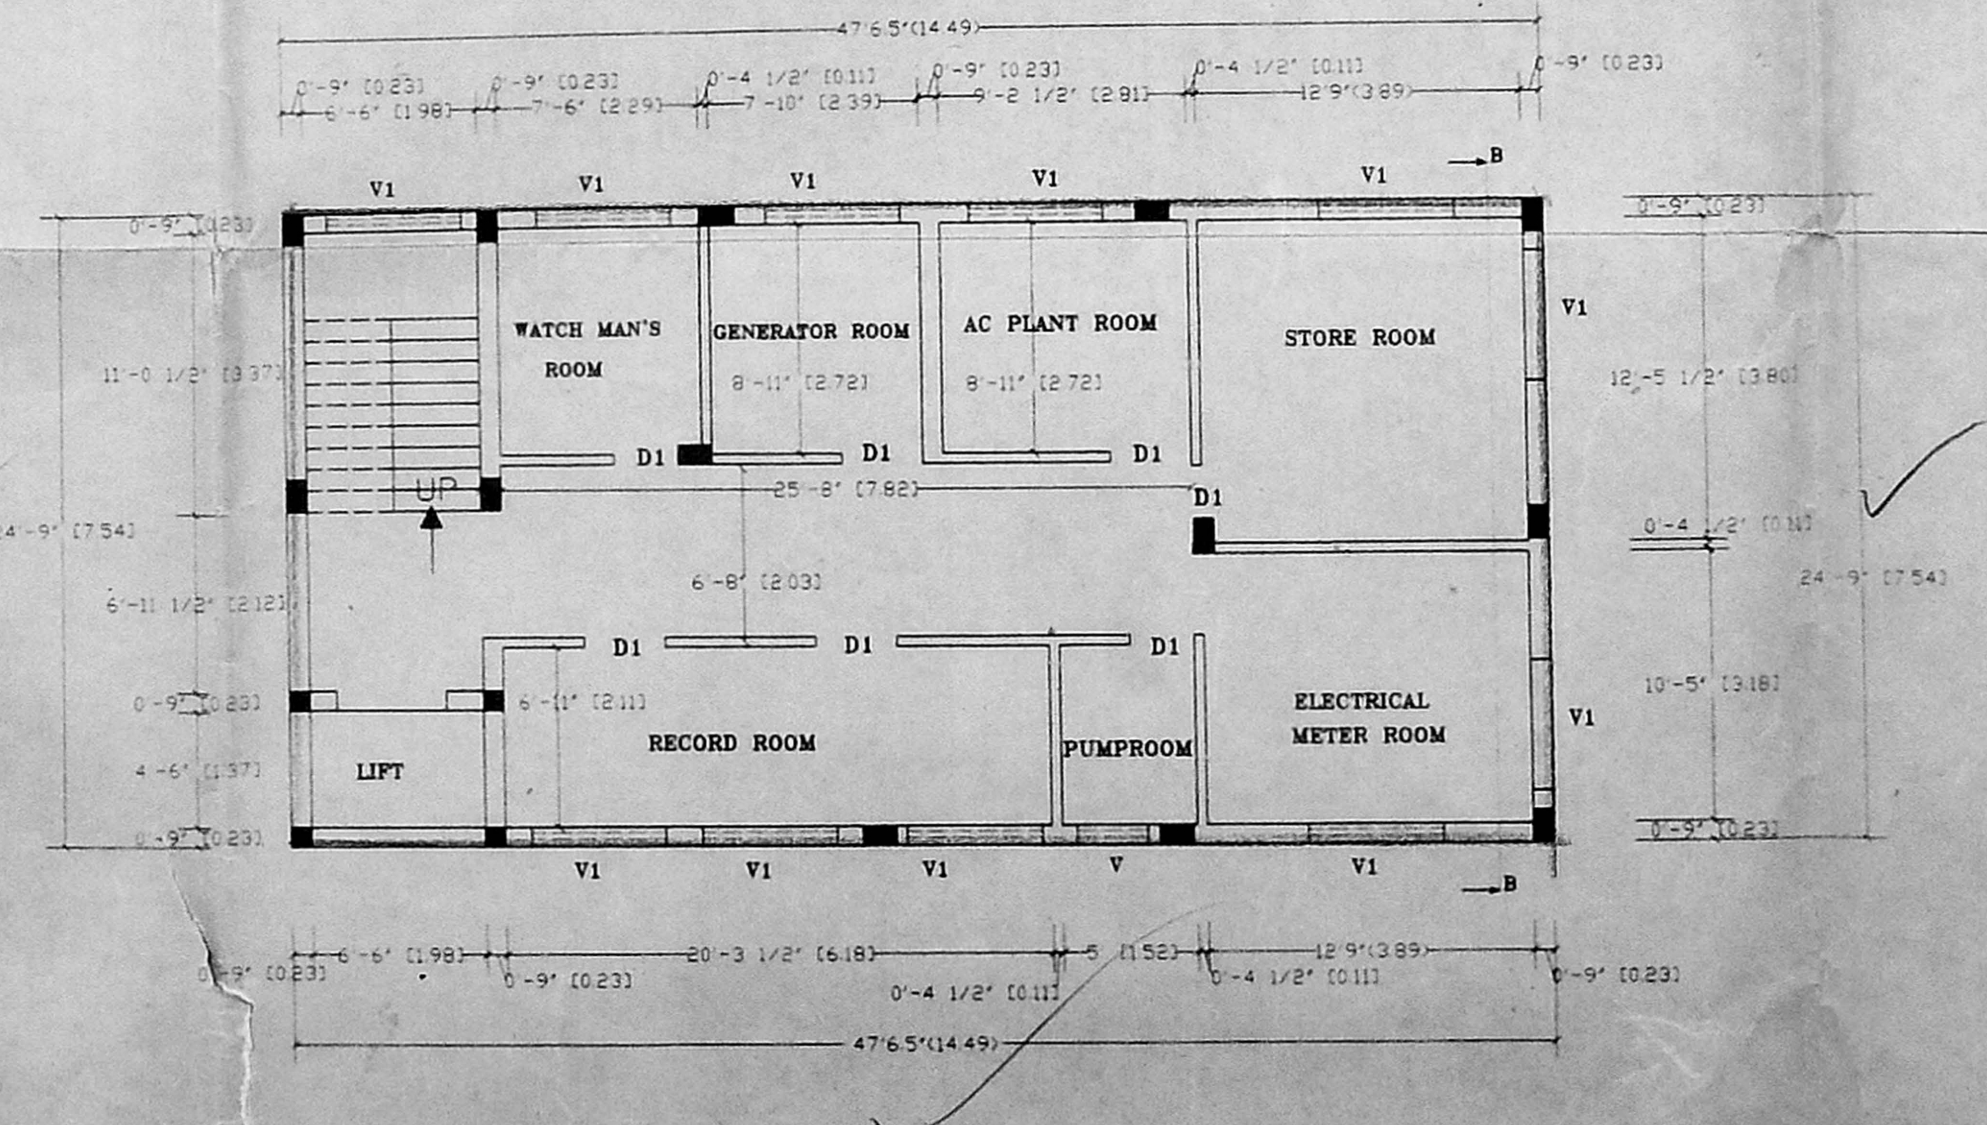 47'6.5"(14.49)
0'-9" [0.23] 0'-9" [0.23] 0'-4 1/2" [0.11] 0'-9" [0.23] 0'-4 1/2" [0.11] 0'-9" [0.23]
6'-6" [1.98] 7'-6" [2.29] 7'-10" [2.39] 9'-2 1/2" [2.81] 12'9"(3.89)
B
V1 V1 V1 V1 V1
0'-9" [0.23] 0'-9" [0.23]
V1
WATCH MAN'S GENERATOR ROOM AC PLANT ROOM STORE ROOM
ROOM
11'-0 1/2" [3.37] 8'-11" [2.72] 8'-11" [2.72] 12'-5 1/2" [3.80]
D1 D1 D1
UP 25'-8" [7.82] D1
4'-9" [7.54] 0'-4 1/2" [0.11]
6'-8" [2.03] 24'-9" [7.54]
6'-11 1/2" [2.12]
D1 D1 D1
0'-9" [0.23] 6'-11" [2.11] ELECTRICAL 10'-5" [3.18]
V1
RECORD ROOM PUMPROOM METER ROOM
4'-6" [1.37] LIFT
0'-9" [0.23] 0'-9" [0.23]
V1 V1 V1 V V1
B
6'-6" [1.98] 20'-3 1/2" [6.18] 5' [1.52] 12'9"(3.89)
0'-9" [0.23] 0'-9" [0.23] 0'-4 1/2" [0.11] 0'-4 1/2" [0.11] 0'-9" [0.23]
47'6.5"(14.49)